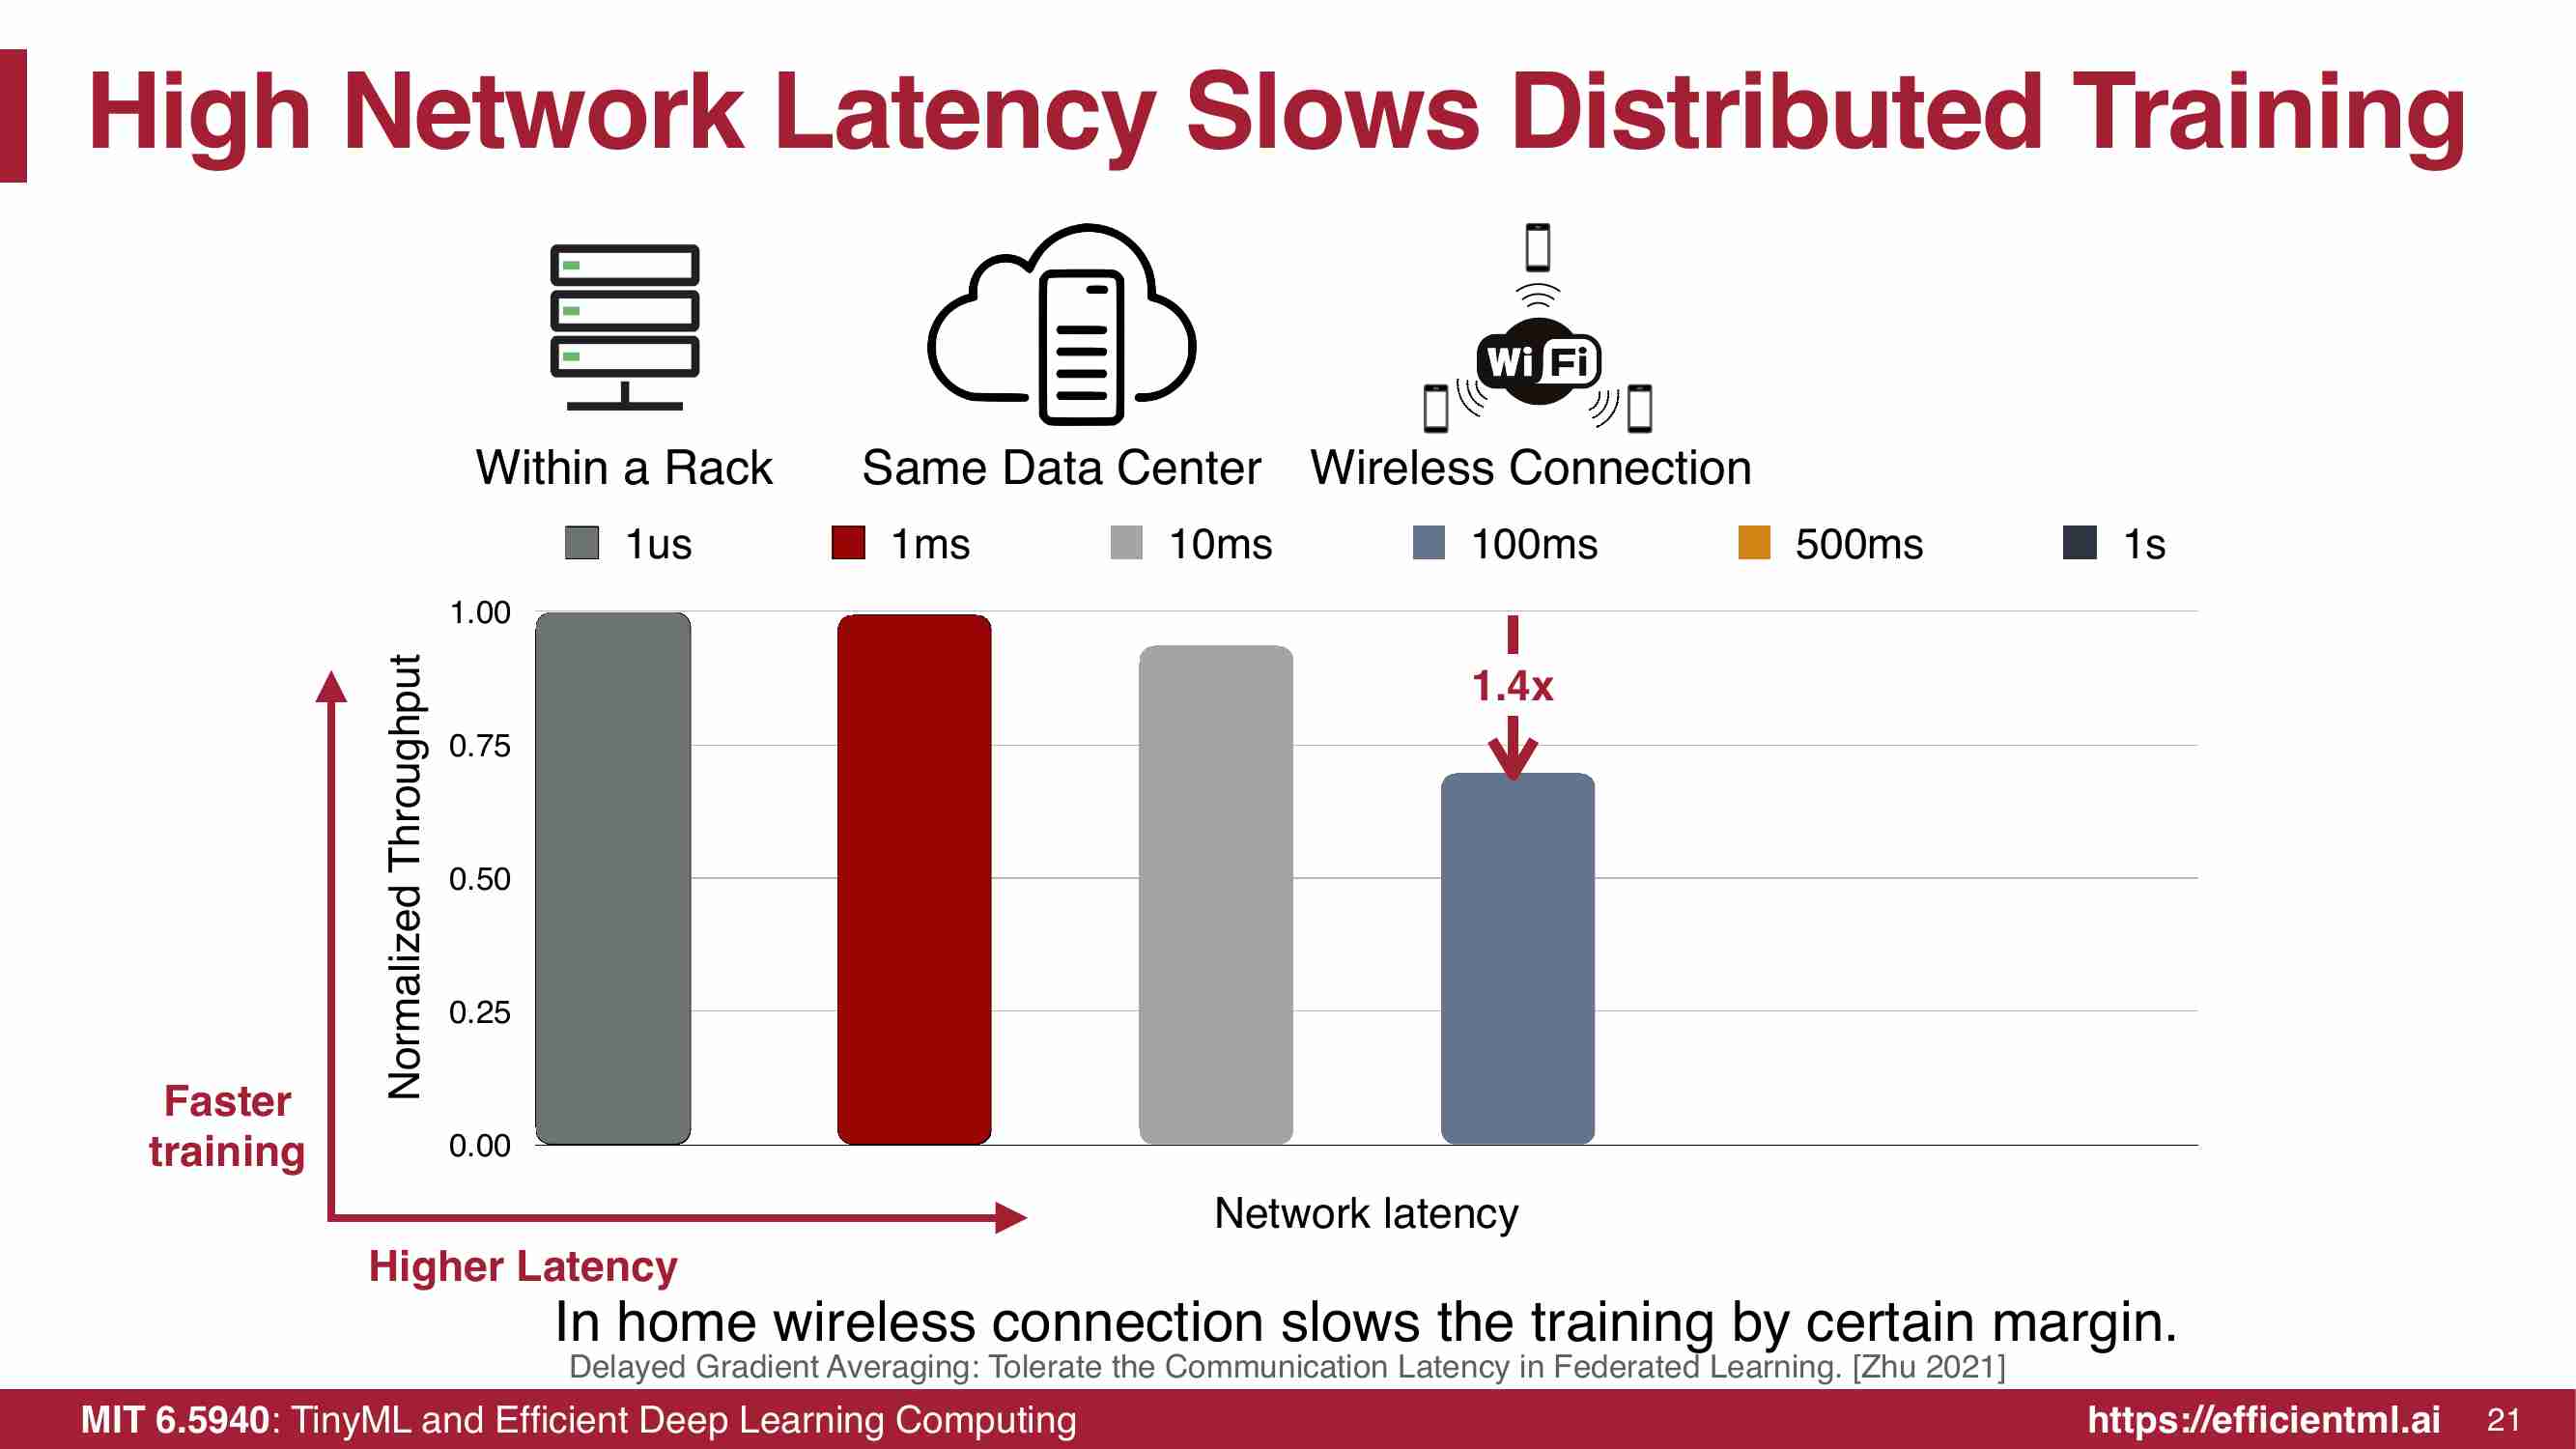 High Network Latency Slows Distributed Training
Wi Fi
Within a Rack
Same Data Center
Wireless Connection
1us
1ms
10ms
100ms
500ms
1s
1.00
0.75
0.50
0.25
0.00
Normalized Throughput
1.4x
Faster
training
Network latency
Higher Latency
In home wireless connection slows the training by certain margin.
Delayed Gradient Averaging: Tolerate the Communication Latency in Federated Learning. [Zhu 2021]
MIT 6.5940: TinyML and Efficient Deep Learning Computing
https://efficientml.ai
21